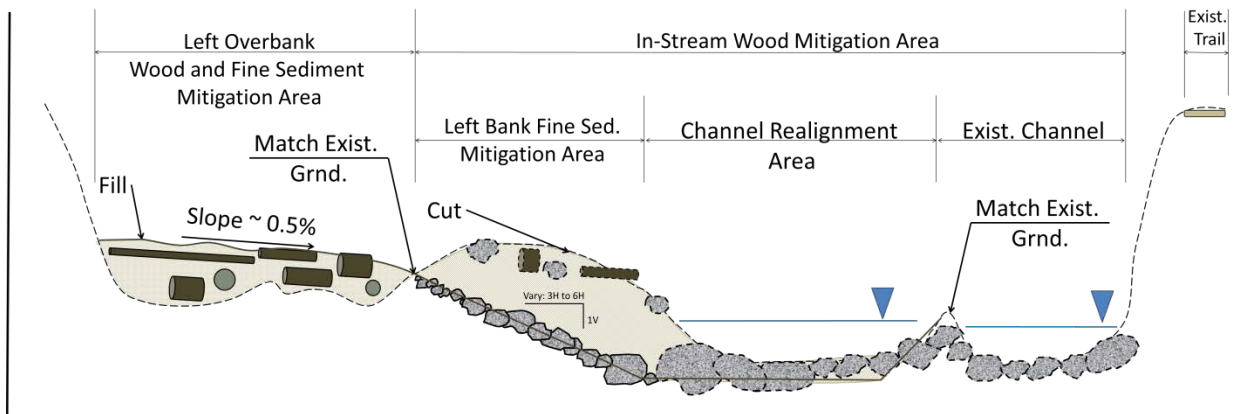 Left Overbank
Wood and Fine Sediment
Mitigation Area
In-Stream Wood Mitigation Area
Exist.
Trail
Left Bank Fine Sed.
Mitigation Area
Channel Realignment
Area
Exist. Channel
Match Exist.
Grnd.
Fill
Slope ~ 0.5%
Cut
Match Exist.
Grnd.
Vary: 3H to 6H
1V